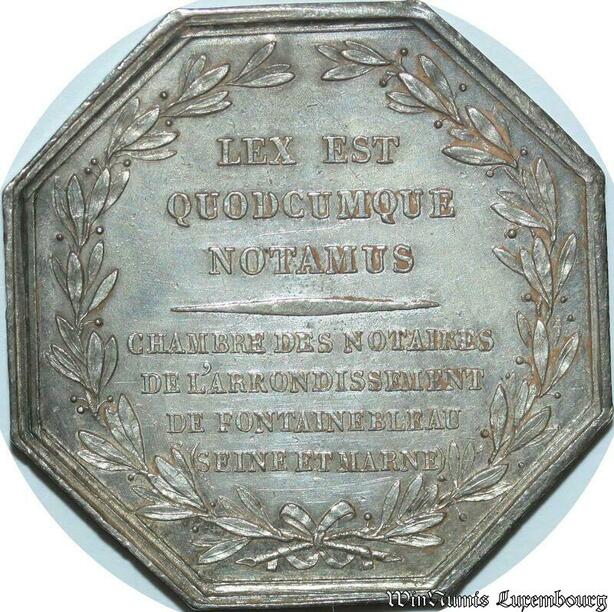 LEX EST
QUODCUMQUE
NOTAMUS
CHAMBRE DES NOTAIRES
DE L'ARRONDISSEMENT
DE FONTAINEBLEAU
(SEINE ET MARNE)
WinNumis Luxembourg